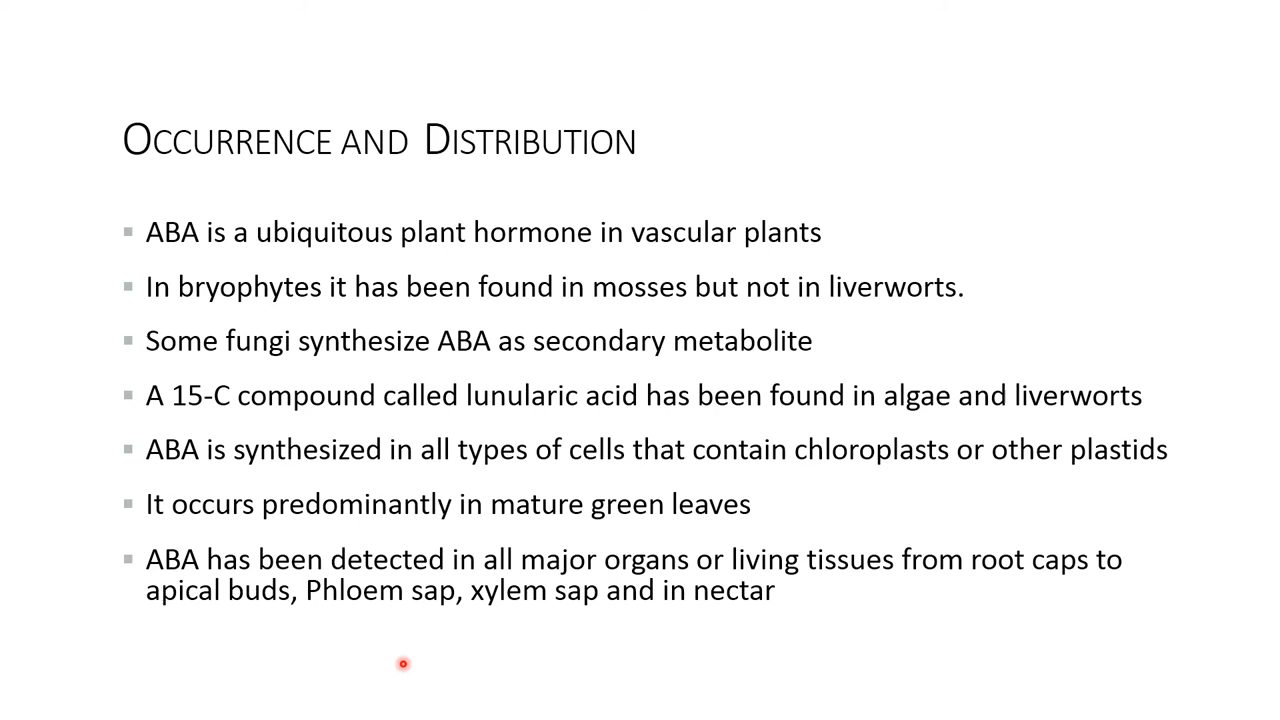 Occurrence and Distribution
▪ ABA is a ubiquitous plant hormone in vascular plants
▪ In bryophytes it has been found in mosses but not in liverworts.
▪ Some fungi synthesize ABA as secondary metabolite
▪ A 15-C compound called lunularic acid has been found in algae and liverworts
▪ ABA is synthesized in all types of cells that contain chloroplasts or other plastids
▪ It occurs predominantly in mature green leaves
▪ ABA has been detected in all major organs or living tissues from root caps to
apical buds, Phloem sap, xylem sap and in nectar